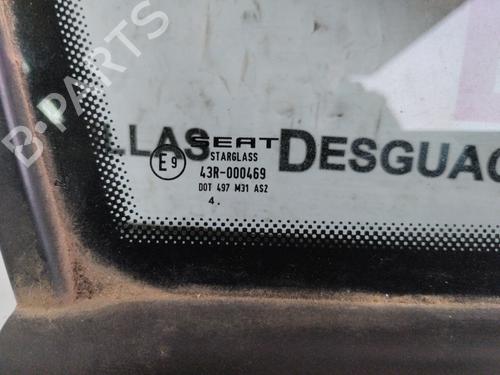 B-PARTS
LLAS DESGUAC
SEAT
STARGLASS
E9
43R-000469
DOT 497 M31 AS2
4.